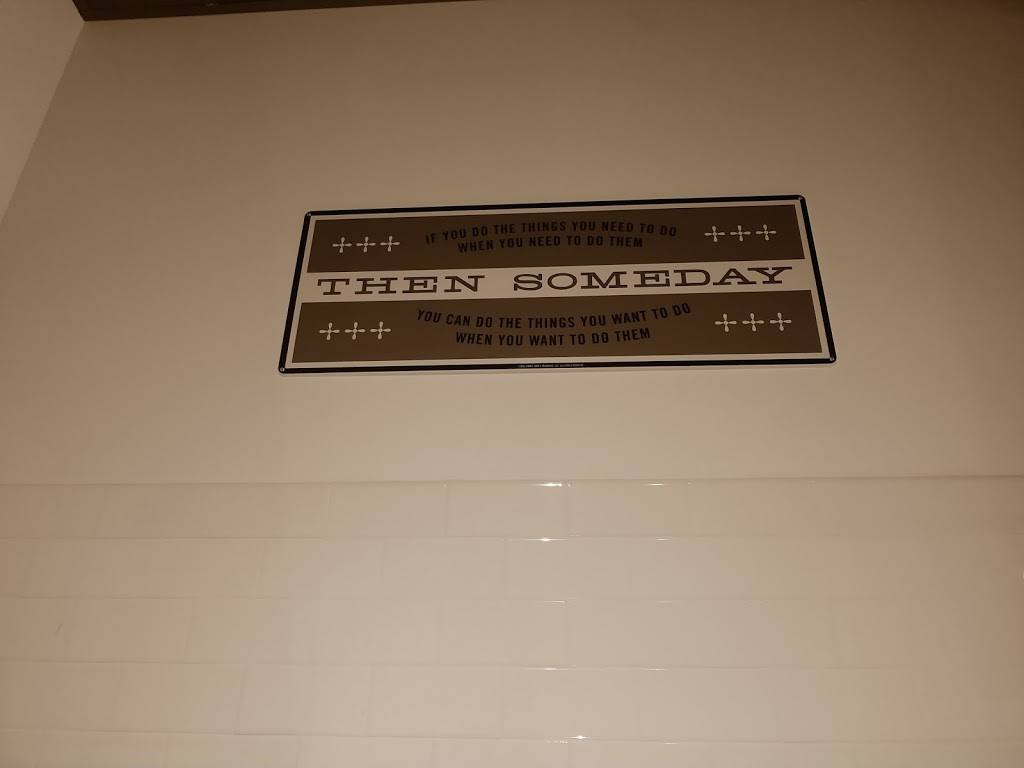 IF YOU DO THE THINGS YOU NEED TO DO
WHEN YOU NEED TO DO THEM
THEN SOMEDAY
YOU CAN DO THE THINGS YOU WANT TO DO
WHEN YOU WANT TO DO THEM